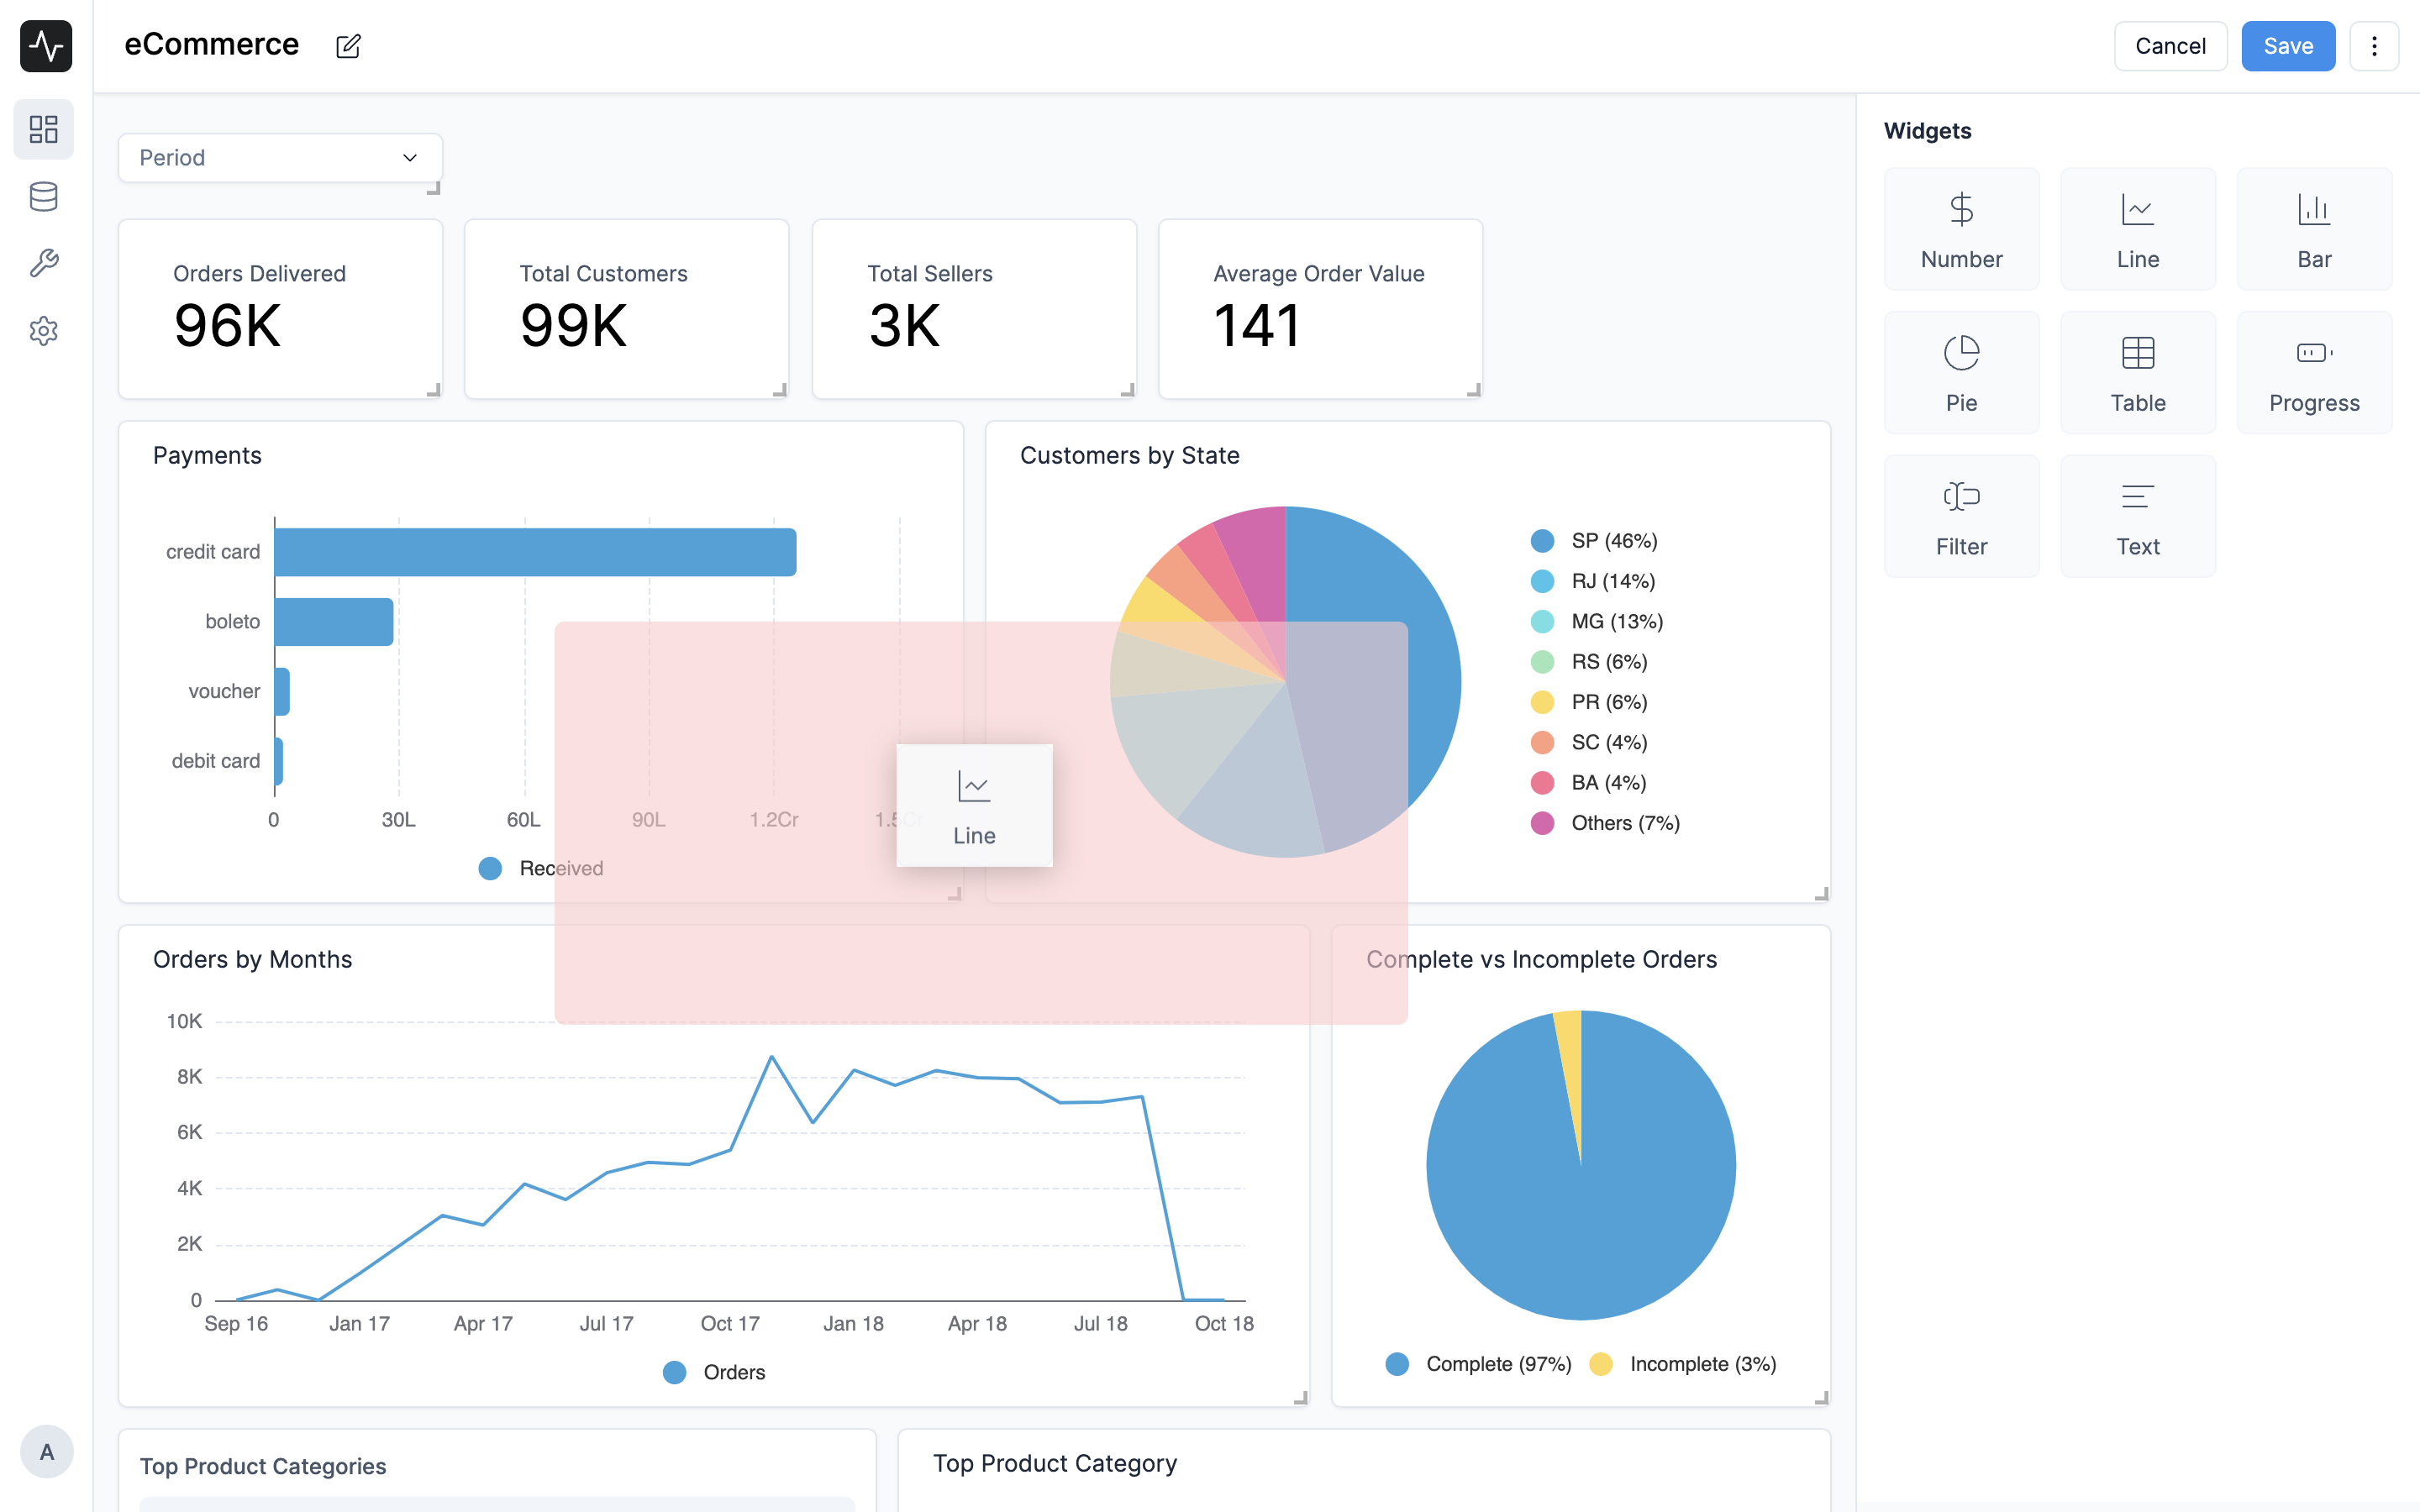 eCommerce
Cancel
Save
Period
Widgets
Number
Line
Bar
Pie
Table
Progress
Filter
Text
Orders Delivered
96K
Total Customers
99K
Total Sellers
3K
Average Order Value
141
Payments
credit card
boleto
voucher
debit card
0 30L 60L 90L 1.2Cr 1.5Cr
Received
Line
Customers by State
SP (46%)
RJ (14%)
MG (13%)
RS (6%)
PR (6%)
SC (4%)
BA (4%)
Others (7%)
Orders by Months
10K
8K
6K
4K
2K
0
Sep 16 Jan 17 Apr 17 Jul 17 Oct 17 Jan 18 Apr 18 Jul 18 Oct 18
Orders
Complete vs Incomplete Orders
Complete (97%) Incomplete (3%)
A
Top Product Categories
Top Product Category